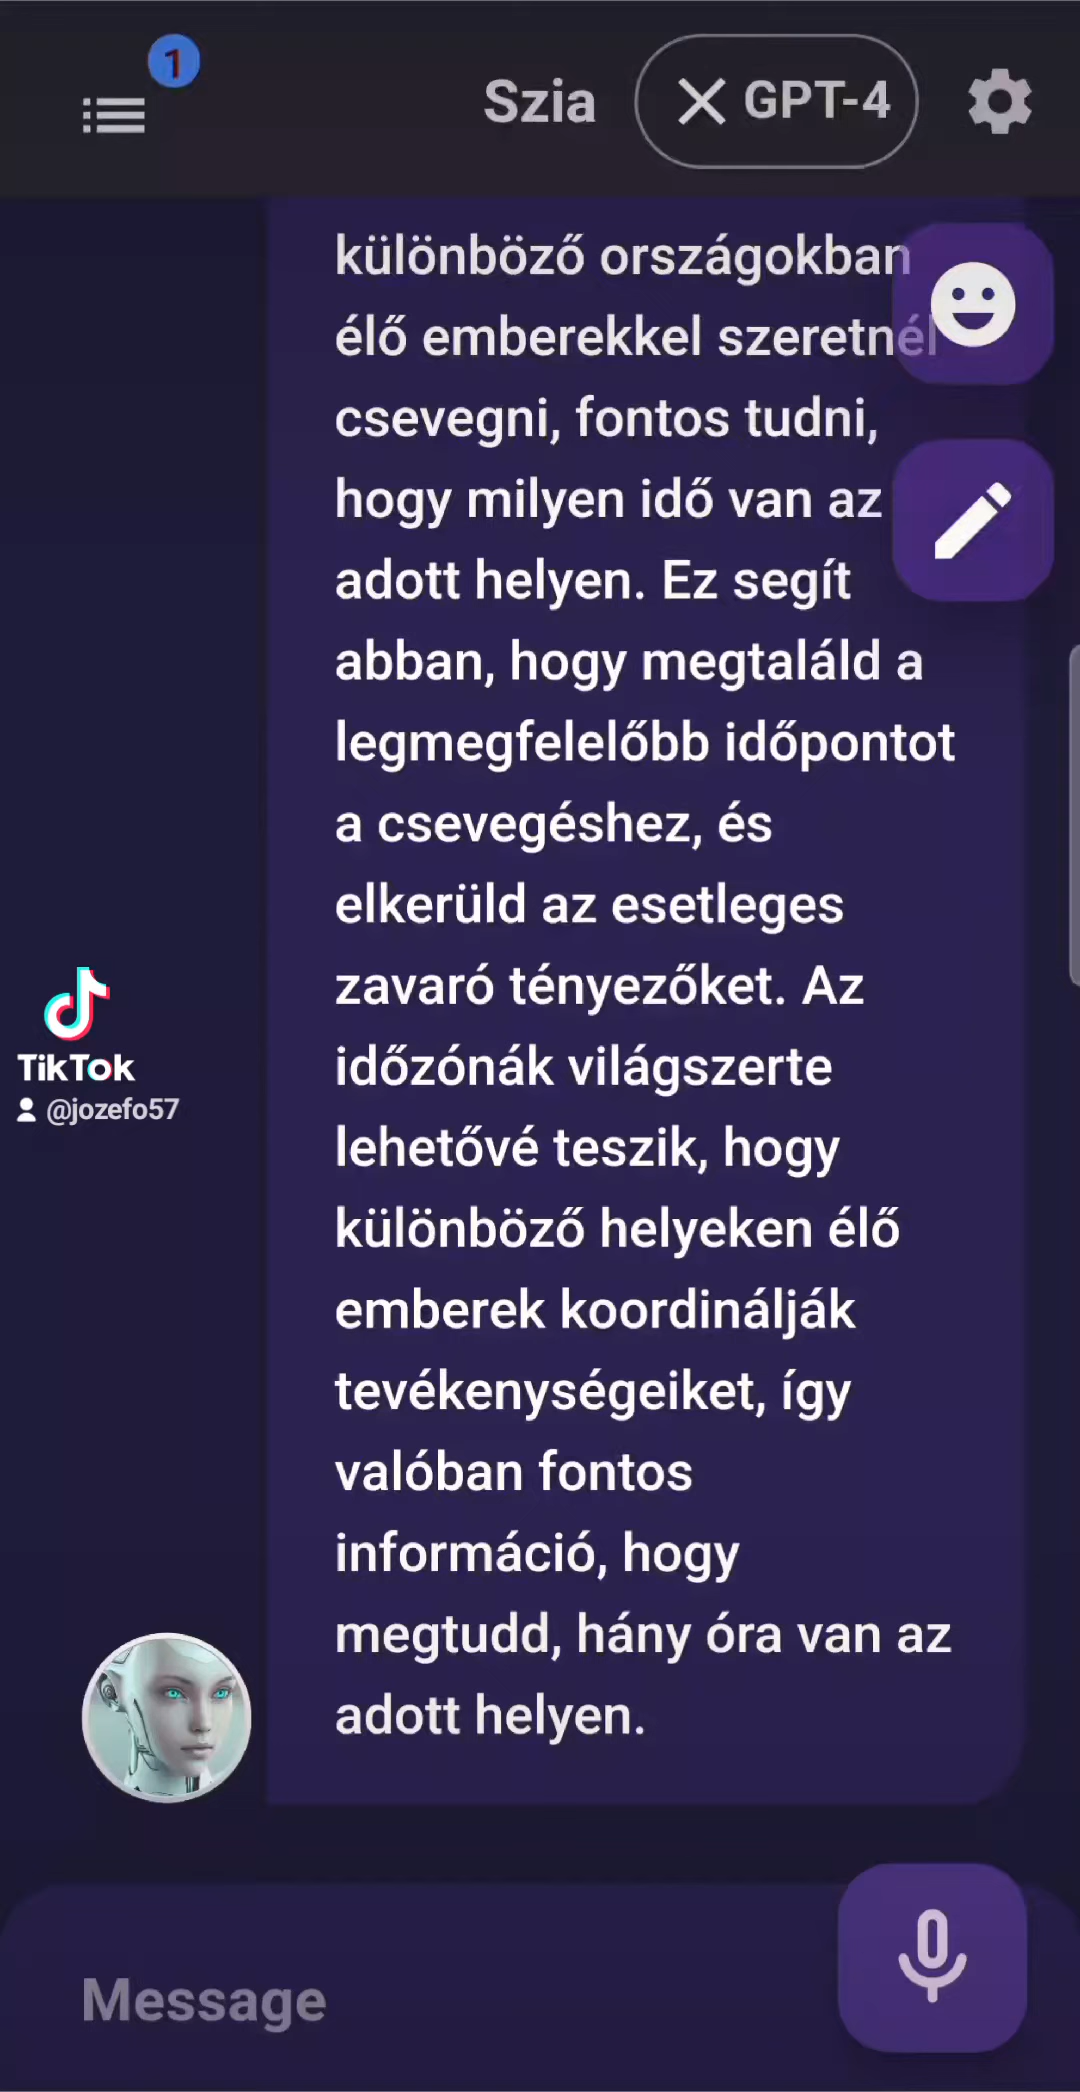 1
Szia
GPT-4
különböző országokban
élő emberekkel szeretnél
csevegni, fontos tudni,
hogy milyen idő van az
adott helyen. Ez segít
abban, hogy megtaláld a
legmegfelelőbb időpontot
a csevegéshez, és
elkerüld az esetleges
zavaró tényezőket. Az
időzónák világszerte
lehetővé teszik, hogy
különböző helyeken élő
emberek koordinálják
tevékenységeiket, így
valóban fontos
információ, hogy
megtudd, hány óra van az
adott helyen.
TikTok
@jozefo57
Message